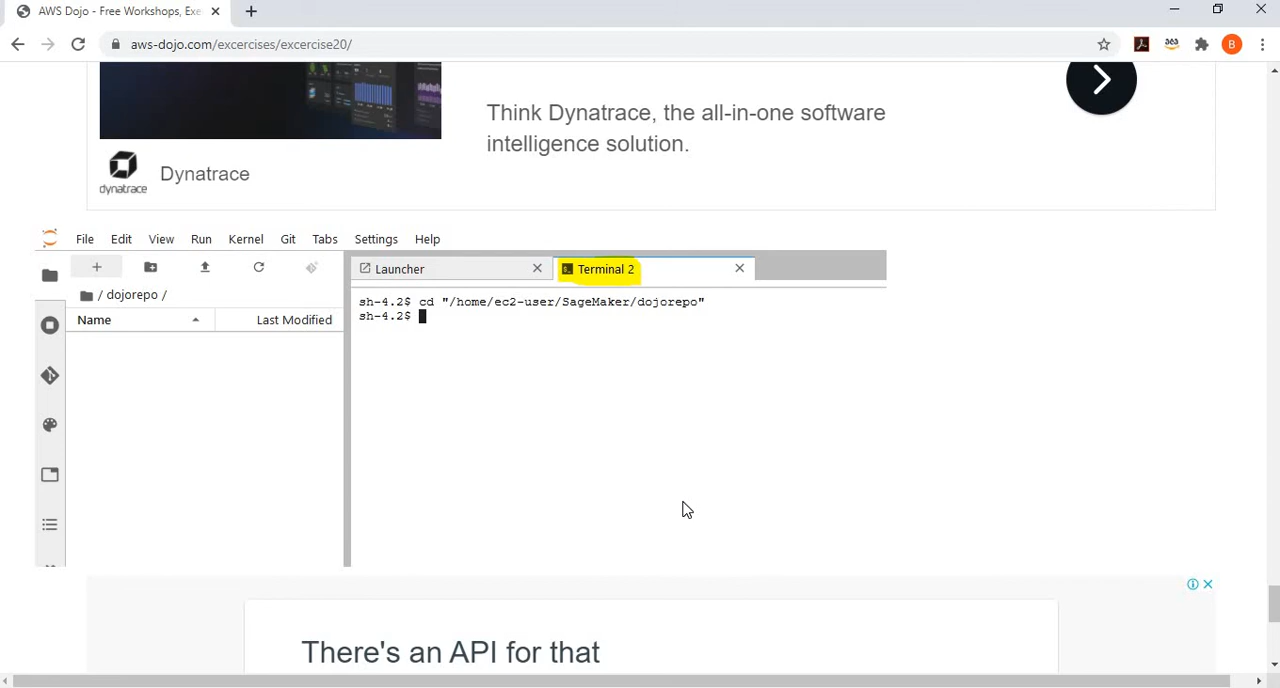 AWS Dojo - Free Workshops, Exe
aws-dojo.com/excercises/excercise20/
B
Think Dynatrace, the all-in-one software
intelligence solution.
dynatrace
Dynatrace
File Edit View Run Kernel Git Tabs Settings Help
Launcher
Terminal 2
/ dojorepo /
Name
Last Modified
sh-4.2$ cd "/home/ec2-user/SageMaker/dojorepo"
sh-4.2$
There's an API for that